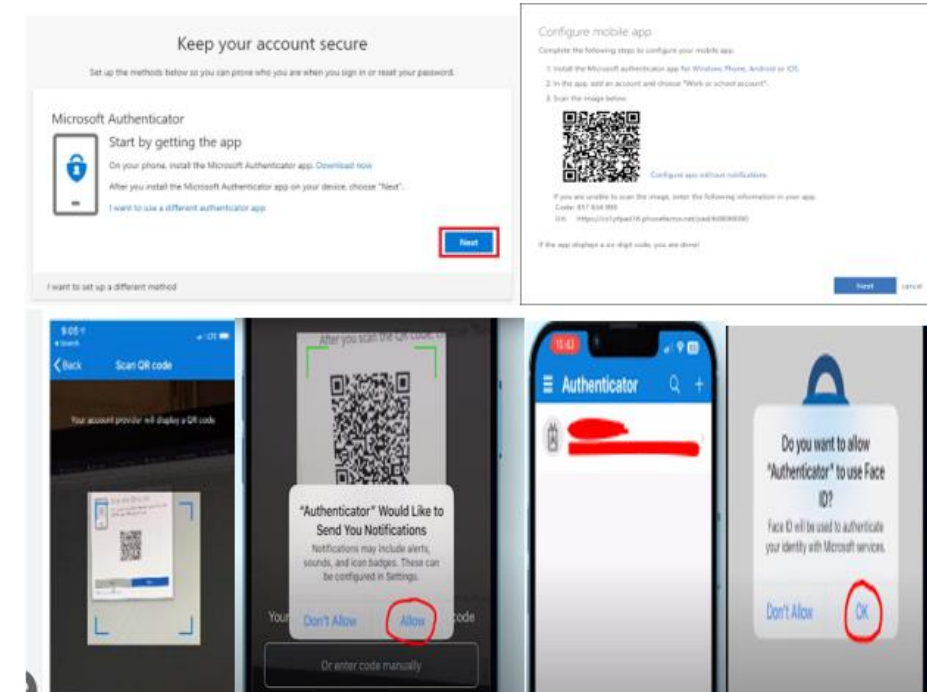 Keep your account secure
Set up the methods below so you can prove who you are when you sign in or reset your password.
Microsoft Authenticator
Start by getting the app
On your phone, install the Microsoft Authenticator app. Download now
After you install the Microsoft Authenticator app on your device, choose "Next".
I want to use a different authenticator app
Next
I want to set up a different method
Configure mobile app
Complete the following steps to configure your mobile app.
1. Install the Microsoft authenticator app for Windows Phone, Android or iOS.
2. In the app, add an account and choose "Work or school account".
3. Scan the image below.
Configure app without notifications
If you are unable to scan the image, enter the following information in your app.
Code:
Url:
If the app displays a six-digit code, you are done!
Next
cancel
9:05
Search
LTE
Back
Scan QR code
Your account provider will display a QR code
After you scan the QR code,
"Authenticator" Would Like to
Send You Notifications
Notifications may include alerts,
sounds, and icon badges. These can
be configured in Settings.
Don't Allow
Allow
Your
code
Or enter code manually
15:43
Authenticator
Do you want to allow
"Authenticator" to use Face
ID?
Face ID will be used to authenticate
your identity with Microsoft services.
Don't Allow
OK